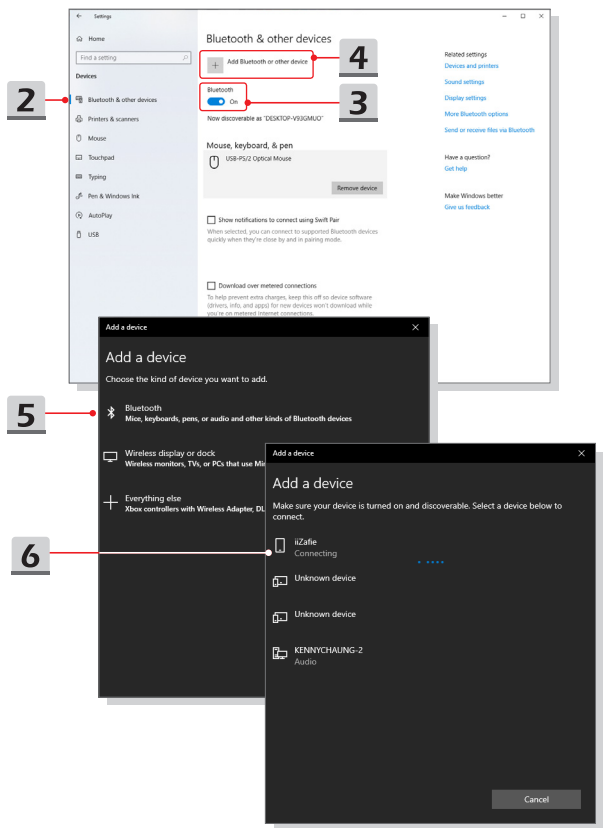 Settings
Home
Find a setting
Devices
Bluetooth & other devices
Printers & scanners
Mouse
Touchpad
Typing
Pen & Windows Ink
AutoPlay
USB
Bluetooth & other devices
Add Bluetooth or other device
Bluetooth
On
Now discoverable as "DESKTOP-V93GMUO"
Mouse, keyboard, & pen
USB-PS/2 Optical Mouse
Remove device
Show notifications to connect using Swift Pair
When selected, you can connect to supported Bluetooth devices
quickly when they're close by and in pairing mode.
Download over metered connections
To help prevent extra charges, keep this off so device software
(drivers, info, and apps) for new devices won't download while
you're on metered Internet connections.
Related settings
Devices and printers
Sound settings
Display settings
More Bluetooth options
Send or receive files via Bluetooth
Have a question?
Get help
Make Windows better
Give us feedback
2
3
4
Add a device
Add a device
Choose the kind of device you want to add.
5
Bluetooth
Mice, keyboards, pens, or audio and other kinds of Bluetooth devices
Wireless display or dock
Wireless monitors, TVs, or PCs that use Mi
Everything else
Xbox controllers with Wireless Adapter, DL
Add a device
Add a device
Make sure your device is turned on and discoverable. Select a device below to
connect.
6
iiZafie
Connecting
Unknown device
Unknown device
KENNYCHAUNG-2
Audio
Cancel